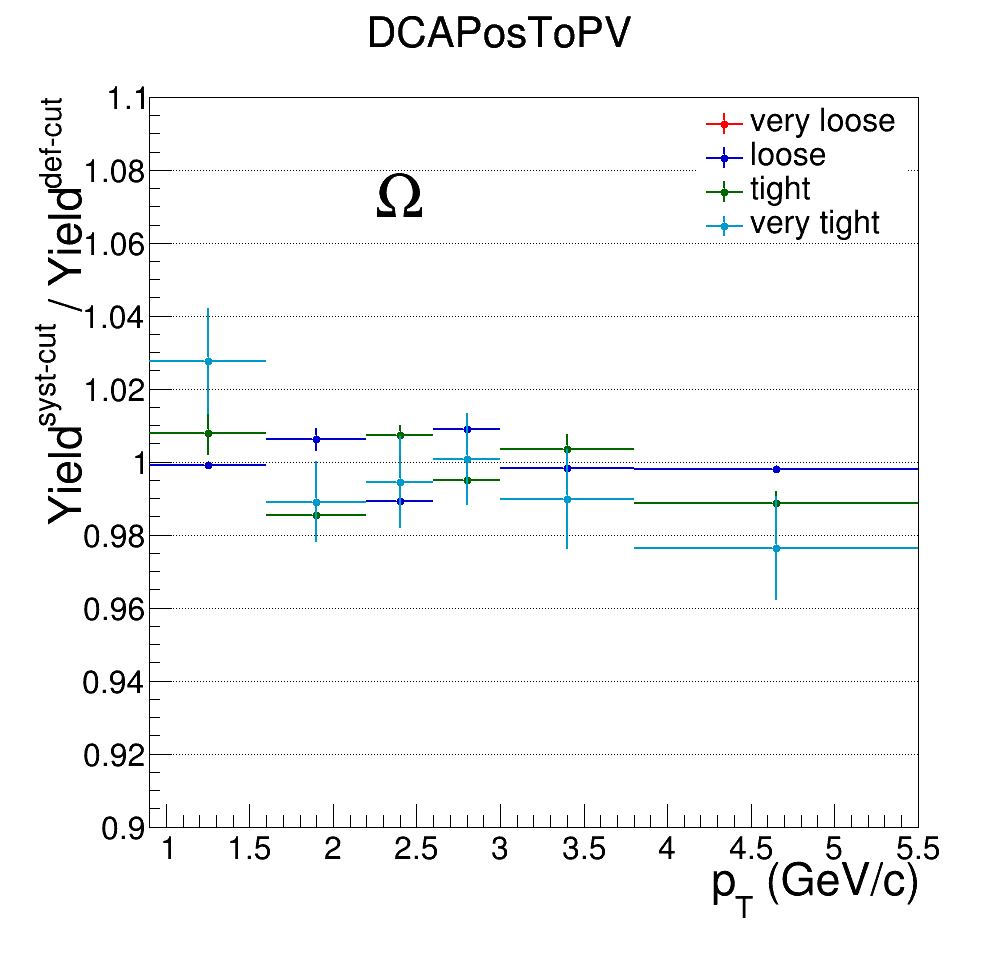 DCAPosToPV
Yield^syst-cut / Yield^def-cut
1.1
1.08
1.06
1.04
1.02
1
0.98
0.96
0.94
0.92
0.9
Ω
very loose
loose
tight
very tight
1 1.5 2 2.5 3 3.5 4 4.5 5 5.5
p_T (GeV/c)